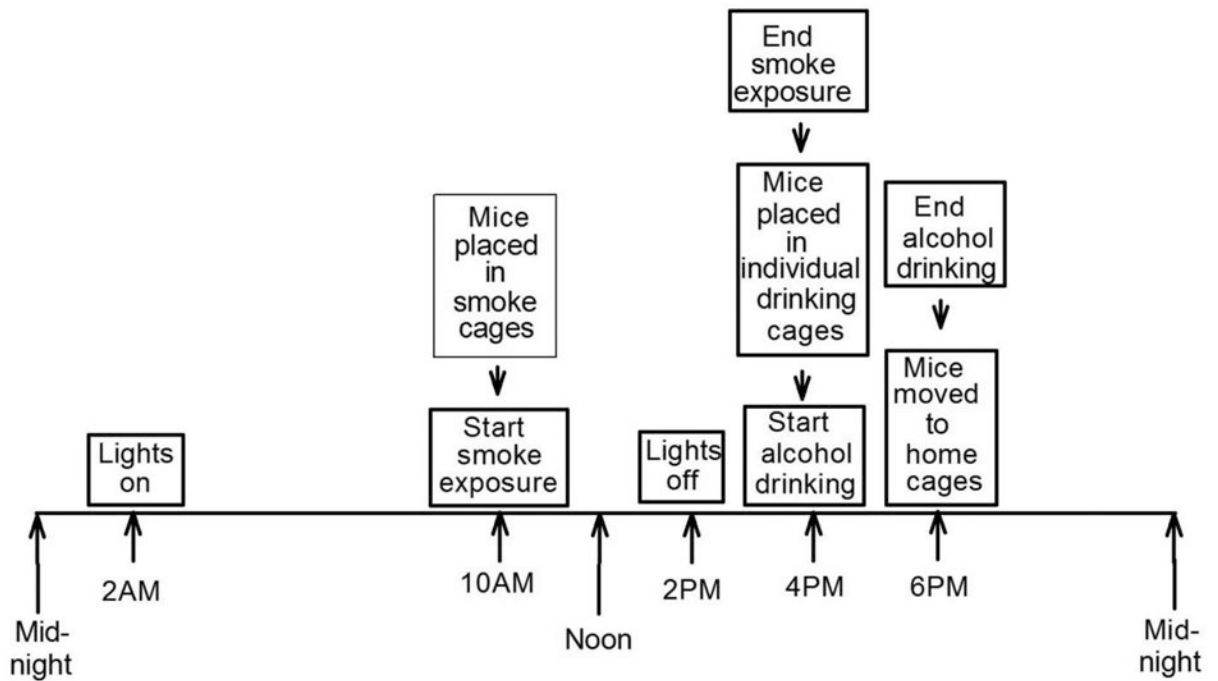 End
smoke
exposure
Mice
placed
in
smoke
cages
Mice
placed
in
individual
drinking
cages
End
alcohol
drinking
Lights
on
Start
smoke
exposure
Lights
off
Start
alcohol
drinking
Mice
moved
to
home
cages
2AM
10AM
2PM
4PM
6PM
Mid-
night
Noon
Mid-
night